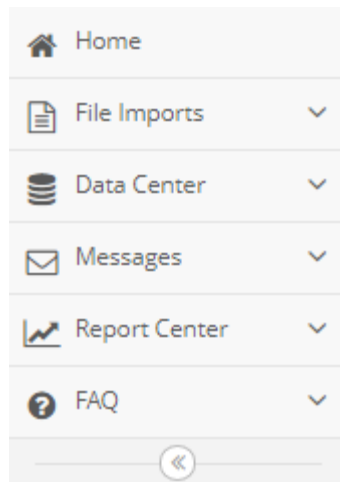 Home
File Imports
Data Center
Messages
Report Center
FAQ